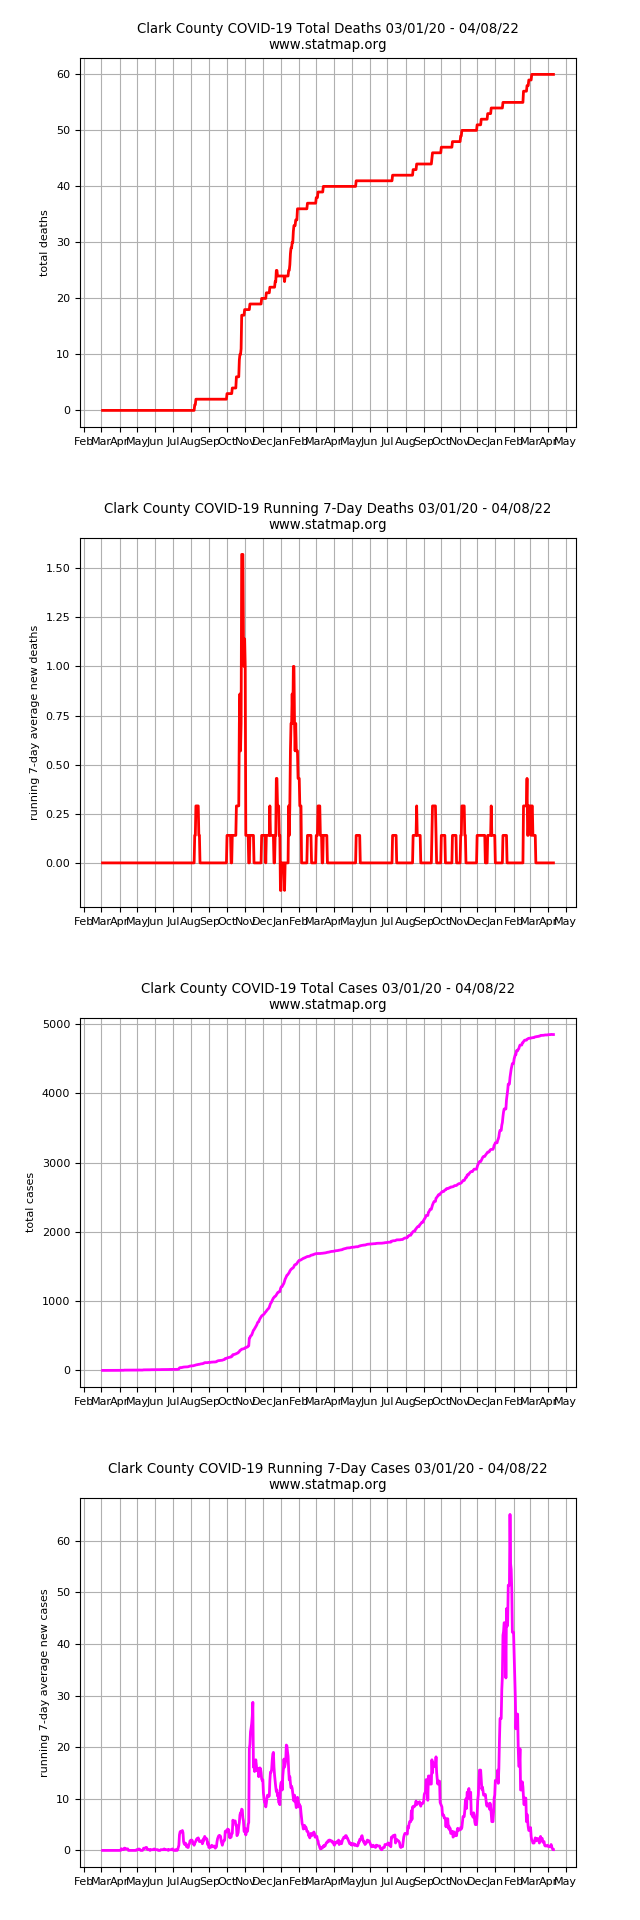 Clark County COVID-19 Total Deaths 03/01/20 - 04/08/22
www.statmap.org
60
50
40
30
20
10
0
total deaths
Feb Mar Apr May Jun Jul Aug Sep Oct Nov Dec Jan Feb Mar Apr May Jun Jul Aug Sep Oct Nov Dec Jan Feb Mar Apr May
Clark County COVID-19 Running 7-Day Deaths 03/01/20 - 04/08/22
www.statmap.org
1.50
1.25
1.00
0.75
0.50
0.25
0.00
running 7-day average new deaths
Feb Mar Apr May Jun Jul Aug Sep Oct Nov Dec Jan Feb Mar Apr May Jun Jul Aug Sep Oct Nov Dec Jan Feb Mar Apr May
Clark County COVID-19 Total Cases 03/01/20 - 04/08/22
www.statmap.org
5000
4000
3000
2000
1000
0
total cases
Feb Mar Apr May Jun Jul Aug Sep Oct Nov Dec Jan Feb Mar Apr May Jun Jul Aug Sep Oct Nov Dec Jan Feb Mar Apr May
Clark County COVID-19 Running 7-Day Cases 03/01/20 - 04/08/22
www.statmap.org
60
50
40
30
20
10
0
running 7-day average new cases
Feb Mar Apr May Jun Jul Aug Sep Oct Nov Dec Jan Feb Mar Apr May Jun Jul Aug Sep Oct Nov Dec Jan Feb Mar Apr May